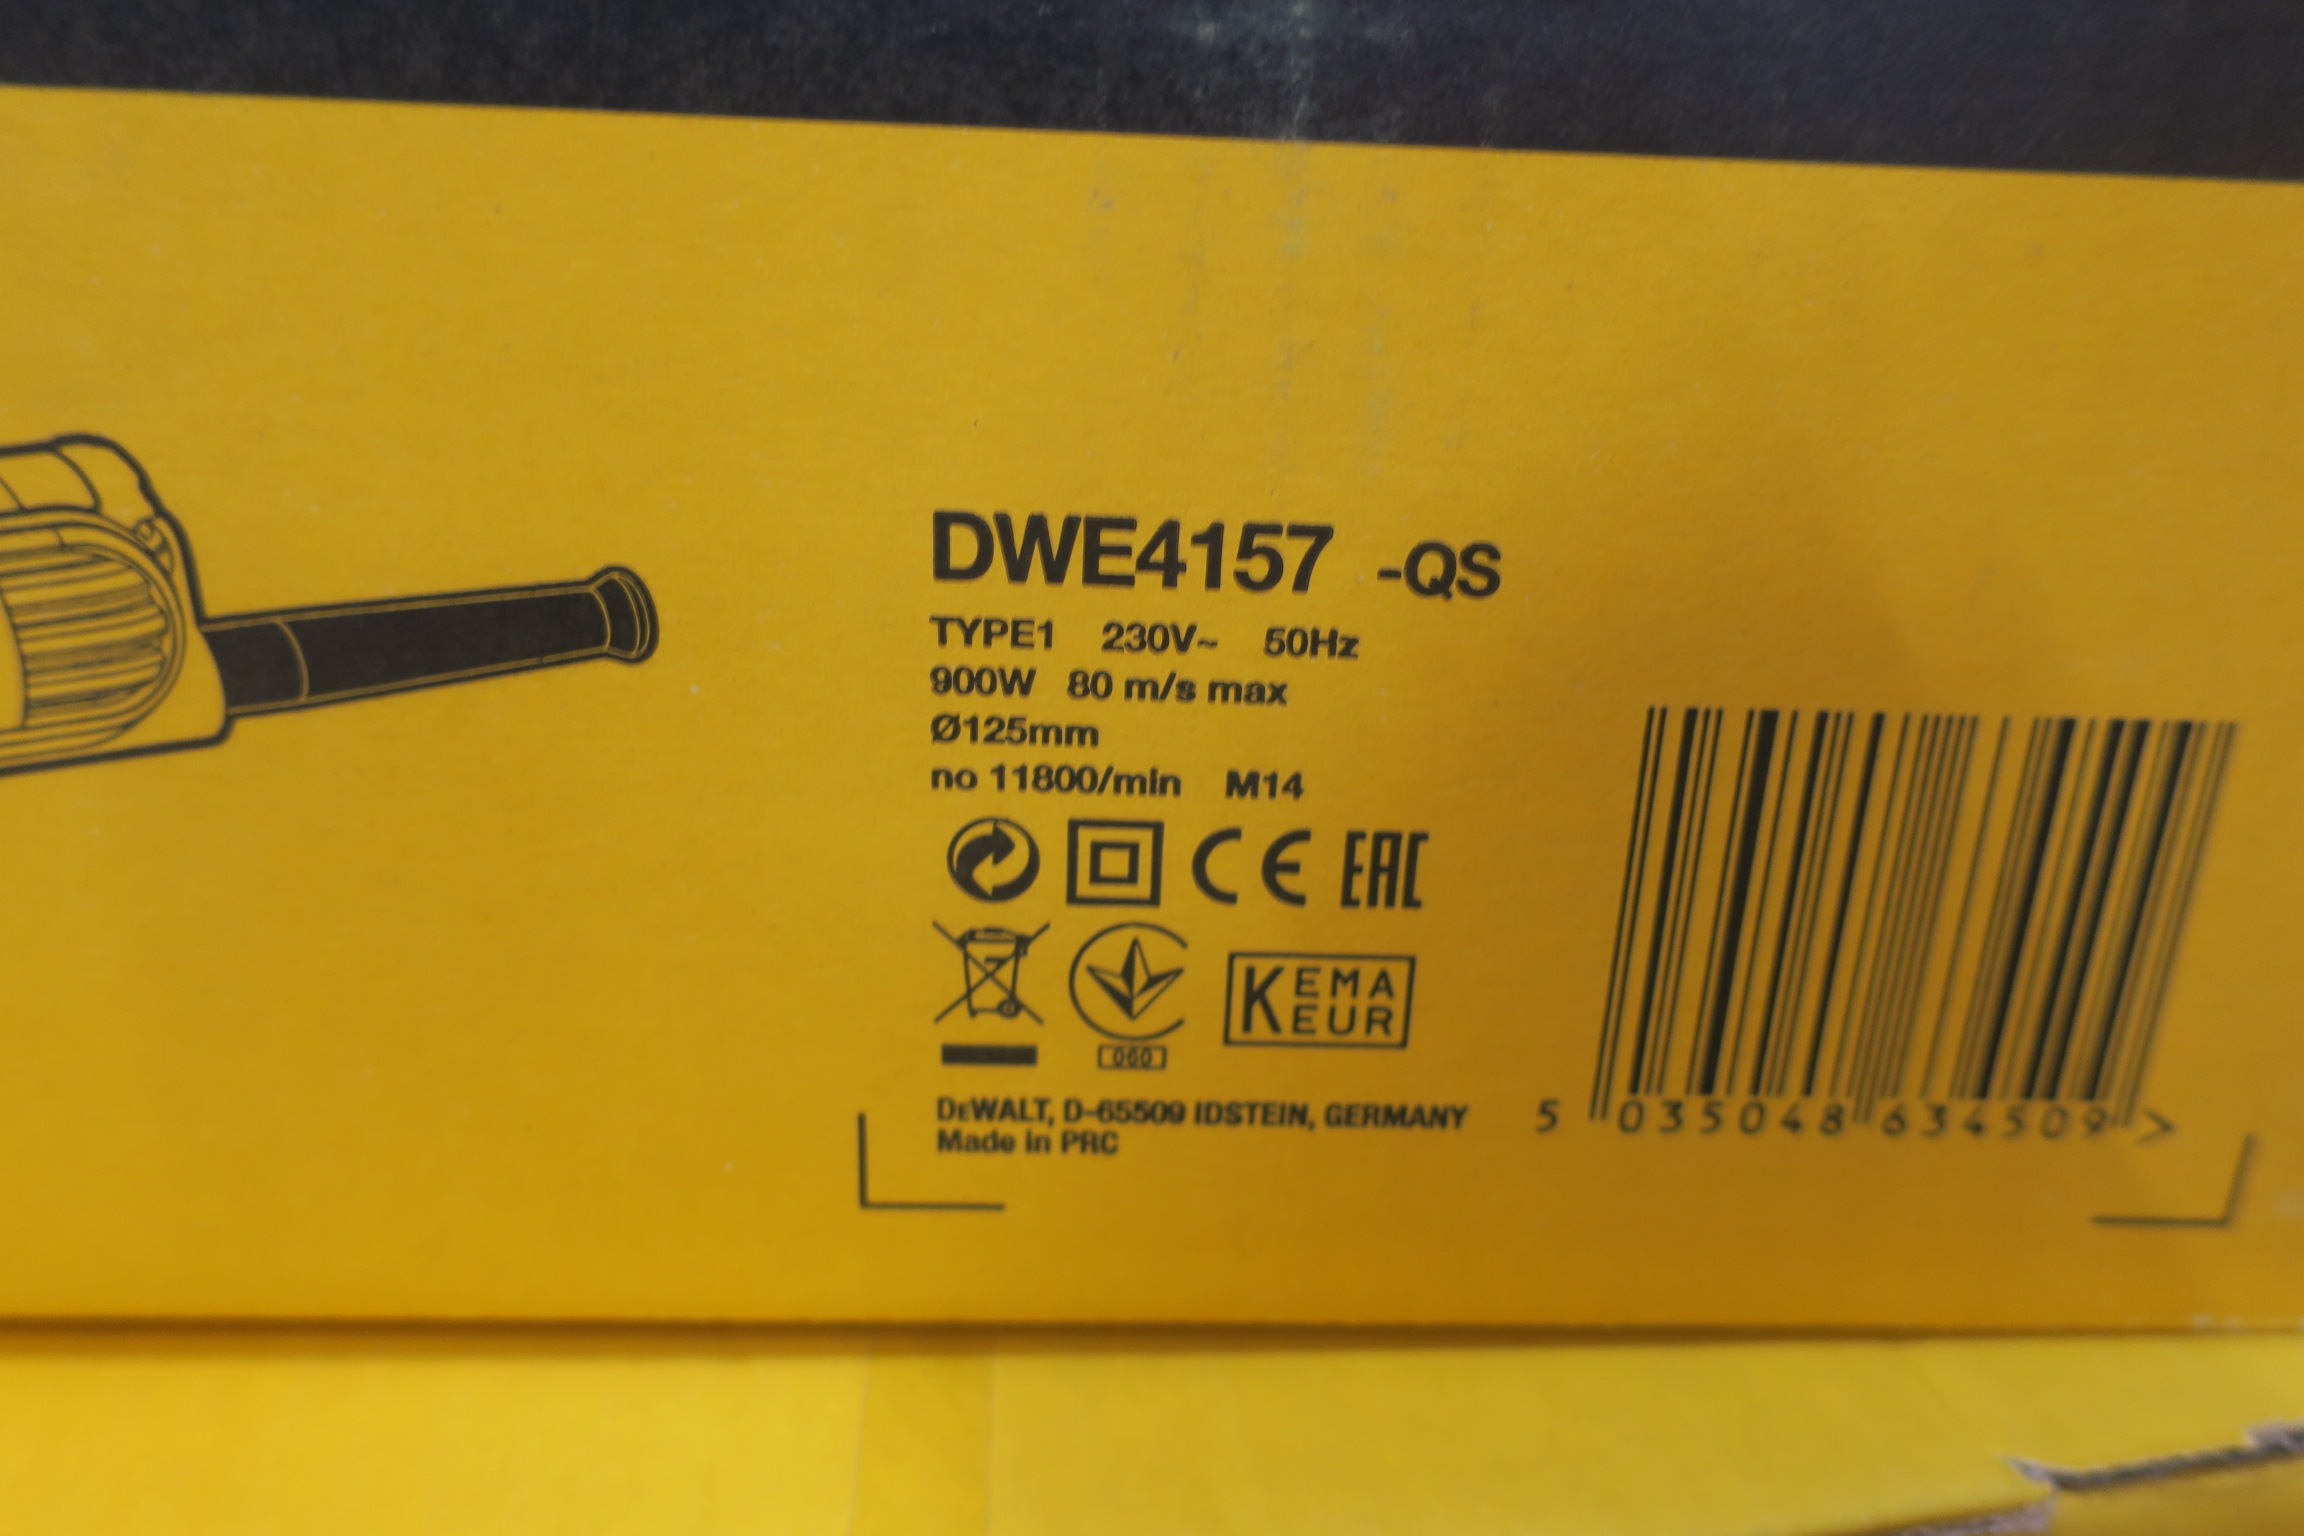 DWE4157 -QS
TYPE1 230V~ 50Hz
900W 80 m/s max
Ø125mm
no 11800/min M14
CE EAC
060
KEMA
KEUR
DEWALT, D-65509 IDSTEIN, GERMANY
Made in PRC
5 035048 634509 >